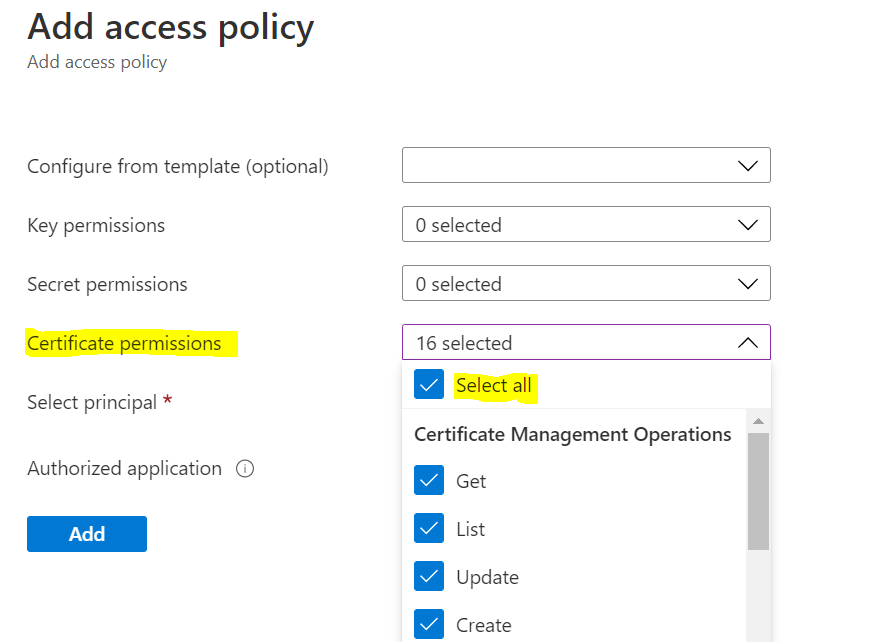 Add access policy
Add access policy
Configure from template (optional)
Key permissions
0 selected
Secret permissions
0 selected
Certificate permissions
16 selected
Select all
Select principal *
Certificate Management Operations
Authorized application
Get
List
Add
Update
Create